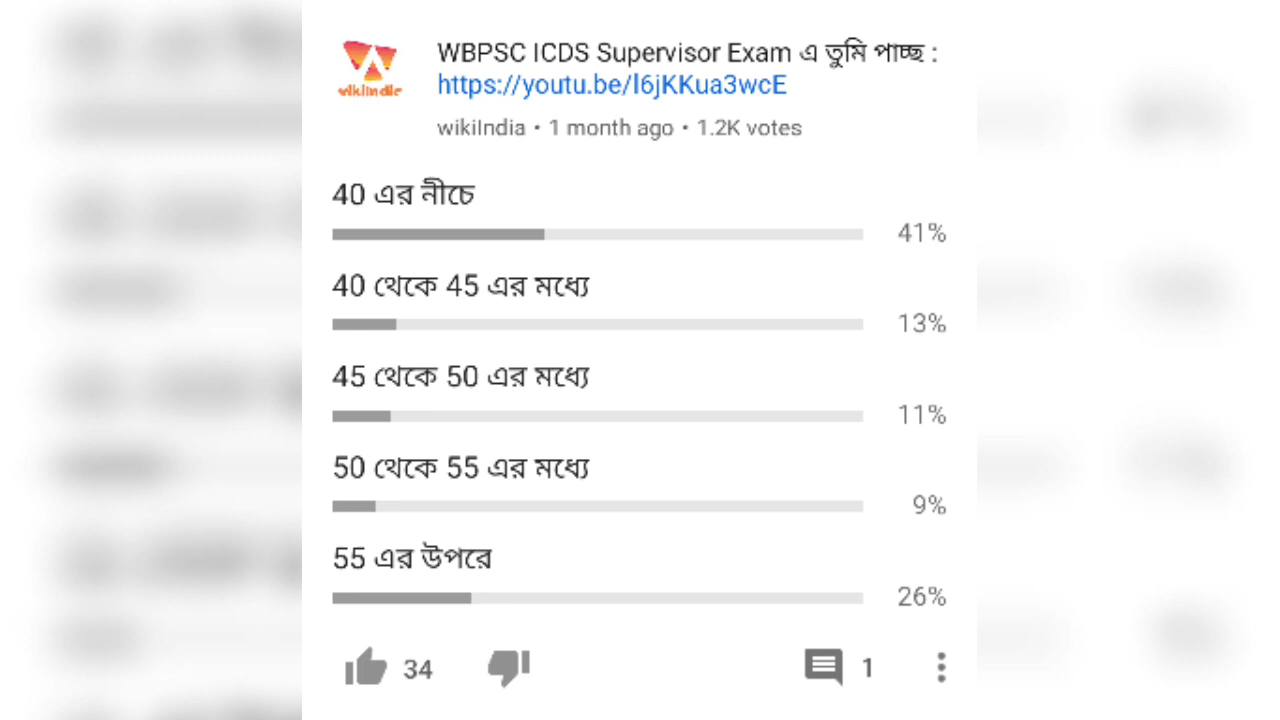 WBPSC ICDS Supervisor Exam এ তুমি পাচ্ছ :
https://youtu.be/l6jKKua3wcE
wikiIndia
wikiIndia • 1 month ago • 1.2K votes
40 এর নীচে
41%
40 থেকে 45 এর মধ্যে
13%
45 থেকে 50 এর মধ্যে
11%
50 থেকে 55 এর মধ্যে
9%
55 এর উপরে
26%
34
1